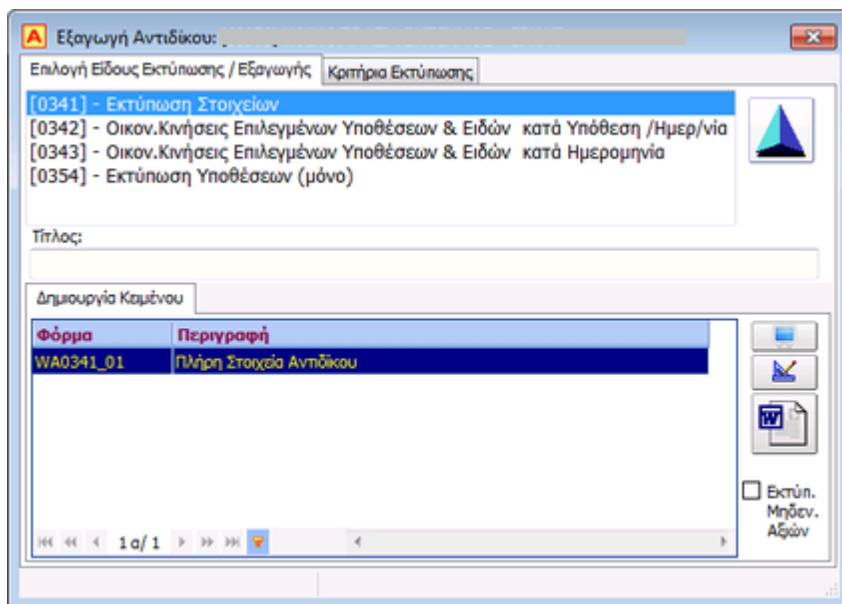 A Εξαγωγή Αντιδίκου:
Επιλογή Είδους Εκτύπωσης / Εξαγωγής Κριτήρια Εκτύπωσης
[0341] - Εκτύπωση Στοιχείων
[0342] - Οικον.Κινήσεις Επιλεγμένων Υποθέσεων & Ειδών κατά Υπόθεση /Ημερ/νία
[0343] - Οικον.Κινήσεις Επιλεγμένων Υποθέσεων & Ειδών κατά Ημερομηνία
[0354] - Εκτύπωση Υποθέσεων (μόνο)
Τίτλος:
Δημιουργία Κειμένου
Φόρμα Περιγραφή
WA0341_01 Πλήρη Στοιχεία Αντιδίκου
W
Εκτύπ.
Μηδεν.
Αξιών
1 α/ 1